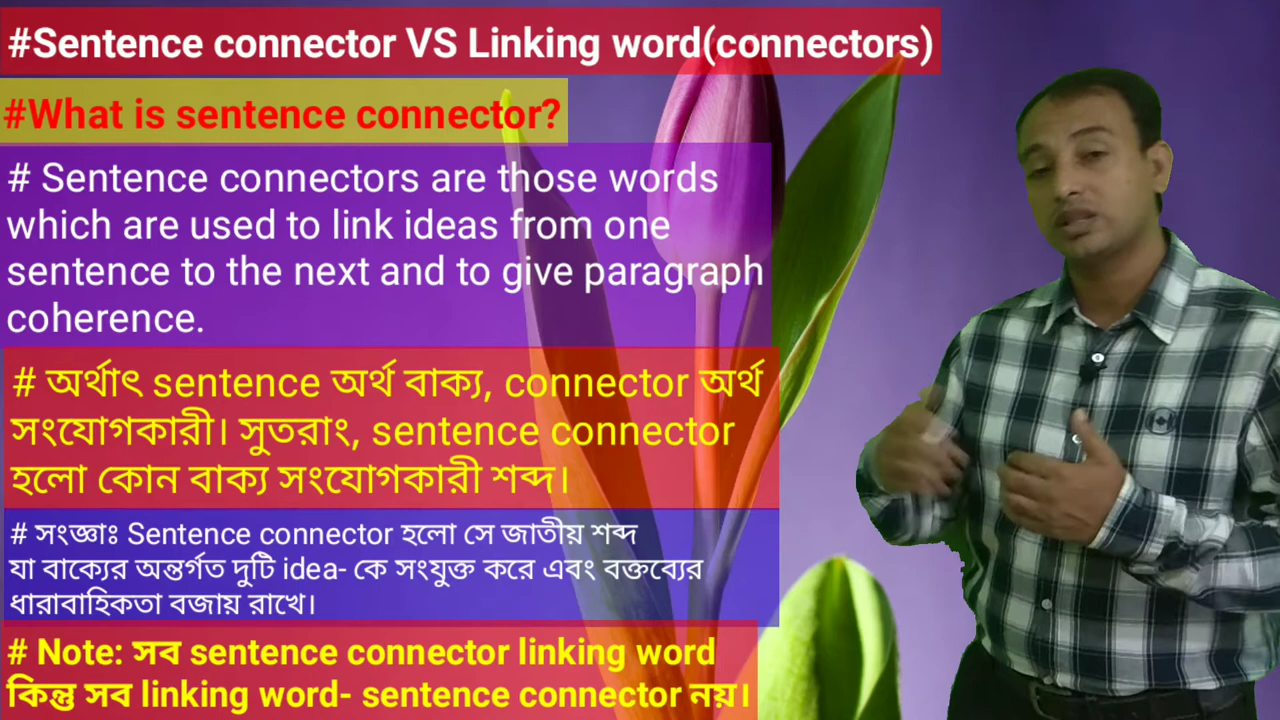 #Sentence connector VS Linking word(connectors)
#What is sentence connector?
# Sentence connectors are those words
which are used to link ideas from one
sentence to the next and to give paragraph
coherence.
# অর্থাৎ sentence অর্থ বাক্য, connector অর্থ
সংযোগকারী। সুতরাং, sentence connector
হলো কোন বাক্য সংযোগকারী শব্দ।
# সংজ্ঞাঃ Sentence connector হলো সে জাতীয় শব্দ
যা বাক্যের অন্তর্গত দুটি idea- কে সংযুক্ত করে এবং বক্তব্যের
ধারাবাহিকতা বজায় রাখে।
# Note: সব sentence connector linking word
কিন্তু সব linking word- sentence connector নয়।